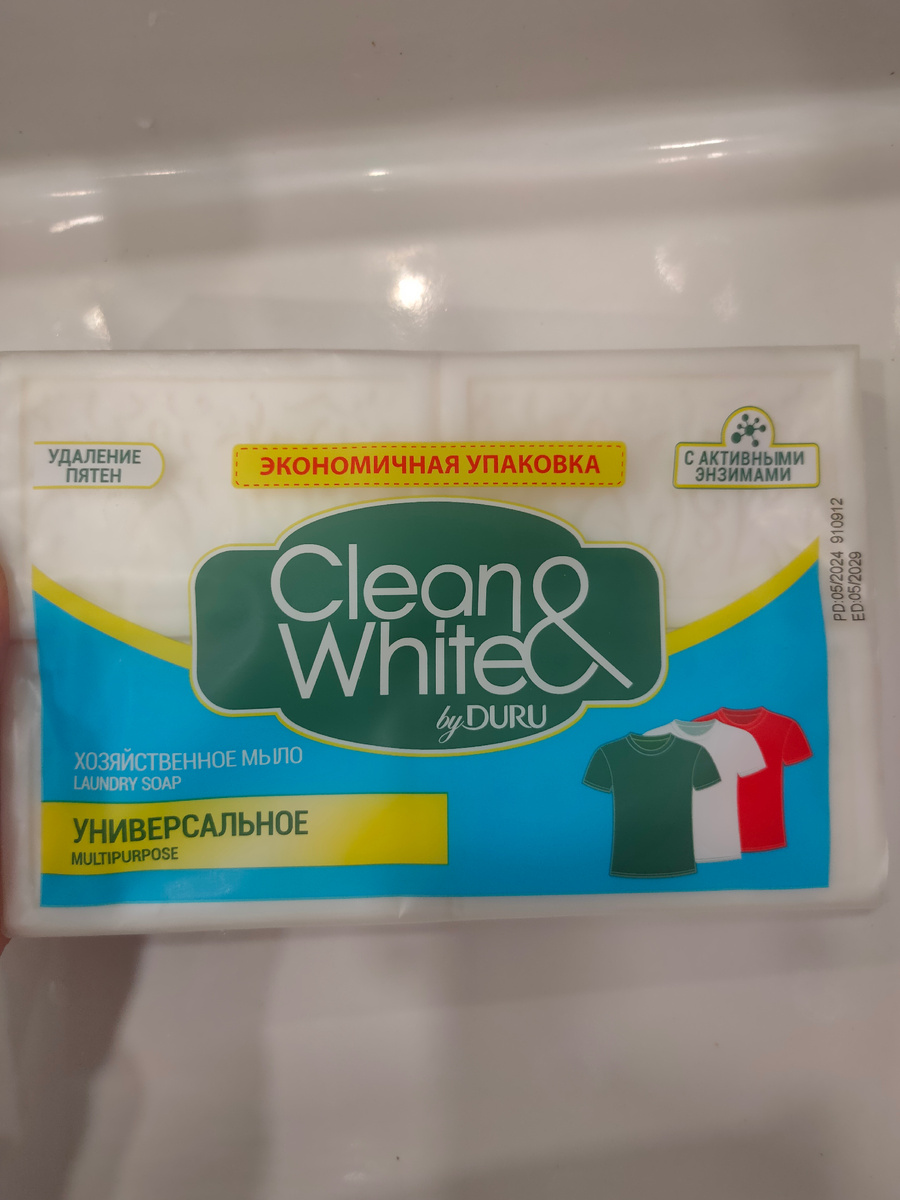 УДАЛЕНИЕ
ПЯТЕН
ЭКОНОМИЧНАЯ УПАКОВКА
С АКТИВНЫМИ
ЭНЗИМАМИ
PD:05/2024 910912
ED:05/2029
Clean &
White
by DURU
ХОЗЯЙСТВЕННОЕ МЫЛО
LAUNDRY SOAP
УНИВЕРСАЛЬНОЕ
MULTIPURPOSE